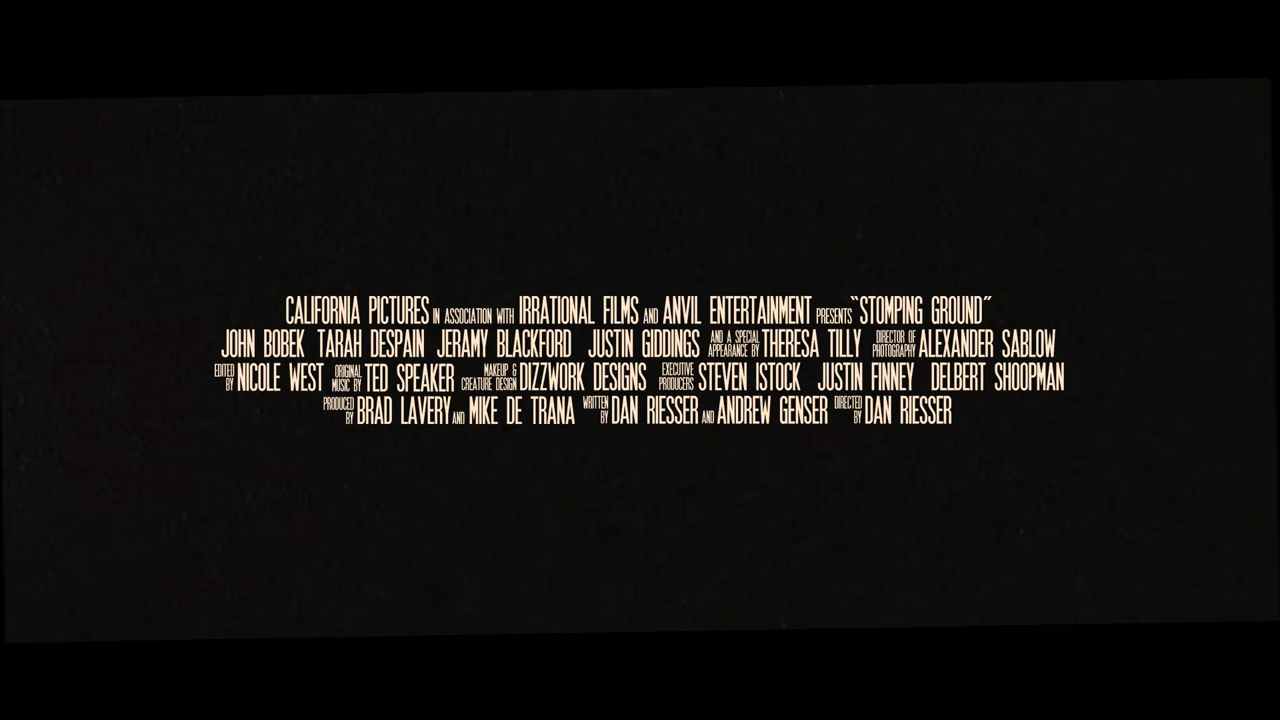 CALIFORNIA PICTURES IN ASSOCIATION WITH IRRATIONAL FILMS AND ANVIL ENTERTAINMENT PRESENTS "STOMPING GROUND"
JOHN BOBEK TARAH DESPAIN JERAMY BLACKFORD JUSTIN GIDDINGS AND A SPECIAL APPEARANCE BY THERESA TILLY DIRECTOR OF PHOTOGRAPHY ALEXANDER SABLOW
EDITED BY NICOLE WEST ORIGINAL MUSIC BY TED SPEAKER MAKEUP & CREATURE DESIGN DIZZWORK DESIGNS EXECUTIVE PRODUCERS STEVEN ISTOCK JUSTIN FINNEY DELBERT SHOOPMAN
PRODUCED BY BRAD LAVERY AND MIKE DE TRANA WRITTEN BY DAN RIESSER AND ANDREW GENSER DIRECTED BY DAN RIESSER